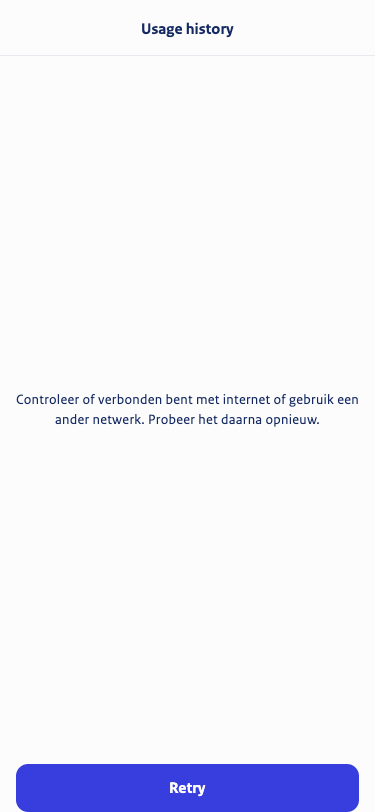 Usage history
Controleer of verbonden bent met internet of gebruik een
ander netwerk. Probeer het daarna opnieuw.
Retry